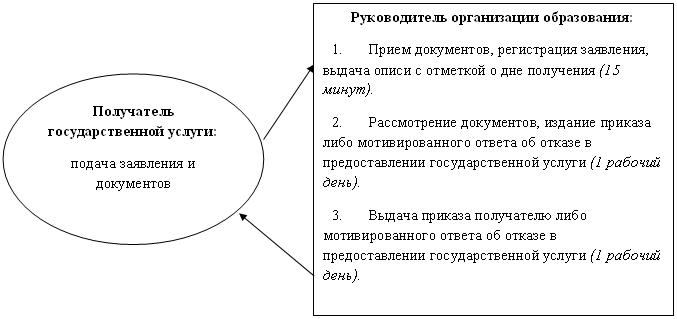 Получатель
государственной услуги:
подача заявления и
документов
Руководитель организации образования:
1. Прием документов, регистрация заявления,
выдача описи с отметкой о дне получения (15
минут).
2. Рассмотрение документов, издание приказа
либо мотивированного ответа об отказе в
предоставлении государственной услуги (1 рабочий
день).
3. Выдача приказа получателю либо
мотивированного ответа об отказе в
предоставлении государственной услуги (1 рабочий
день).